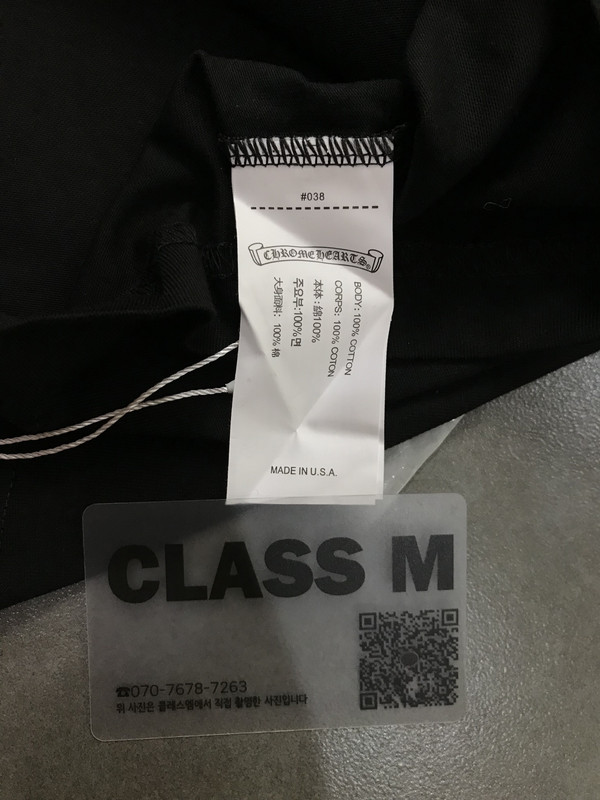 #038
CHROME HEARTS®
BODY: 100% COTTON
CORPS: 100% COTON
本体: 綿100%
주요부:100%면
大身面料: 100% 棉
MADE IN U.S.A.
CLASS M
☎070-7678-7263
위 사진은 클래스엠에서 직접 촬영한 사진입니다